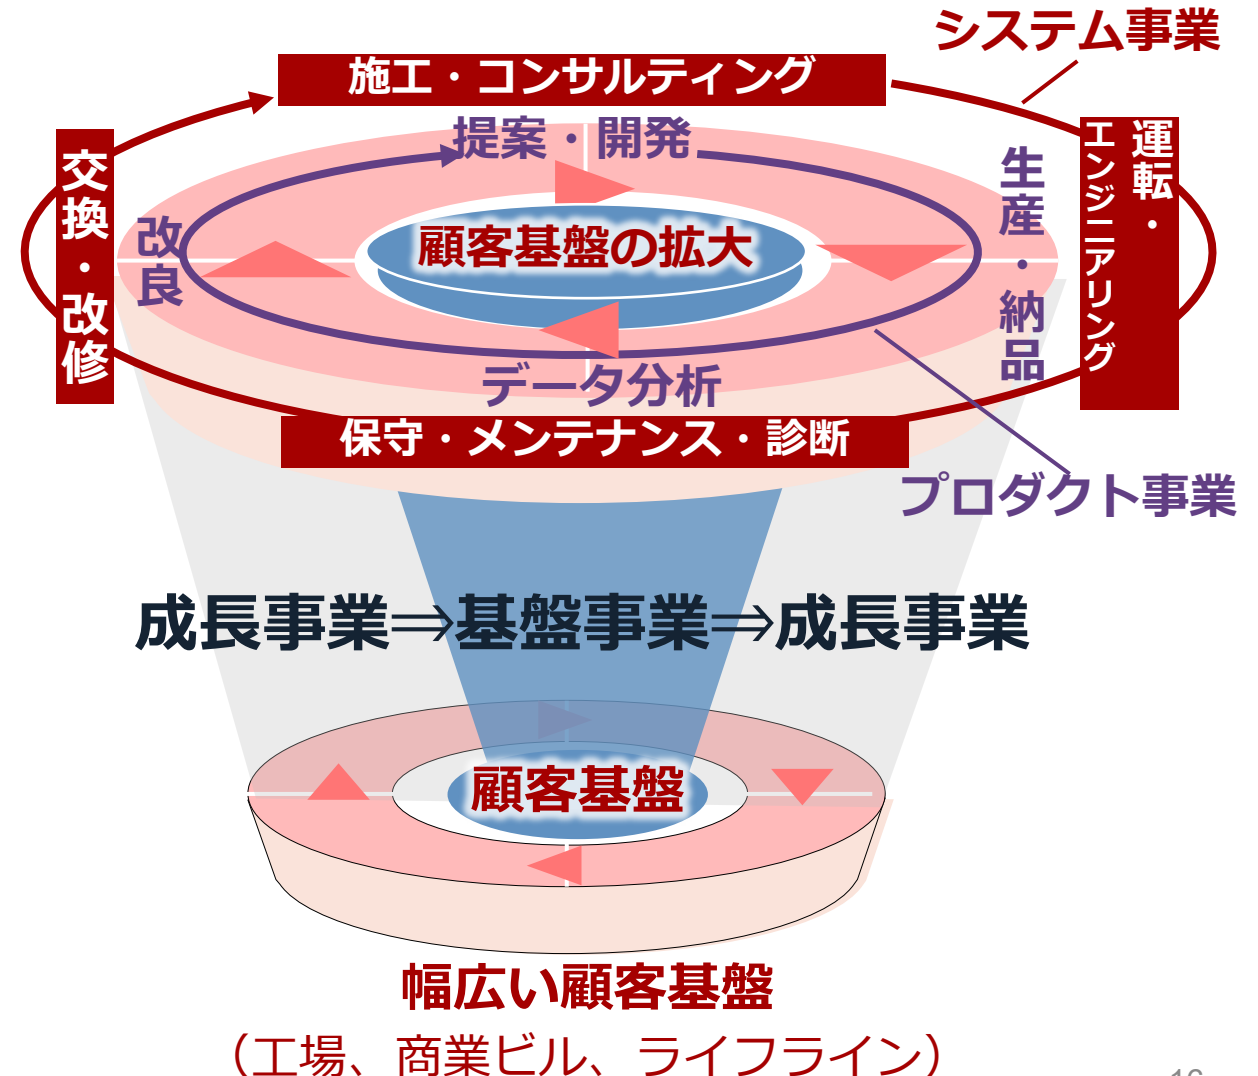 システム事業
施工・コンサルティング
提案・開発
運転・
エンジニアリング
生産・納品
交換・改修
改良
顧客基盤の拡大
データ分析
保守・メンテナンス・診断
プロダクト事業
成長事業⇒基盤事業⇒成長事業
顧客基盤
幅広い顧客基盤
（工場、商業ビル、ライフライン）
16